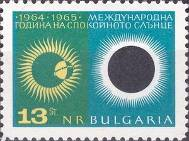 1964-1965 МЕЖДУНАРОДНА
ГОДИНА НА СПОКОЙНОТО СЛЪНЦЕ
13 Ст.
NR BULGARIA